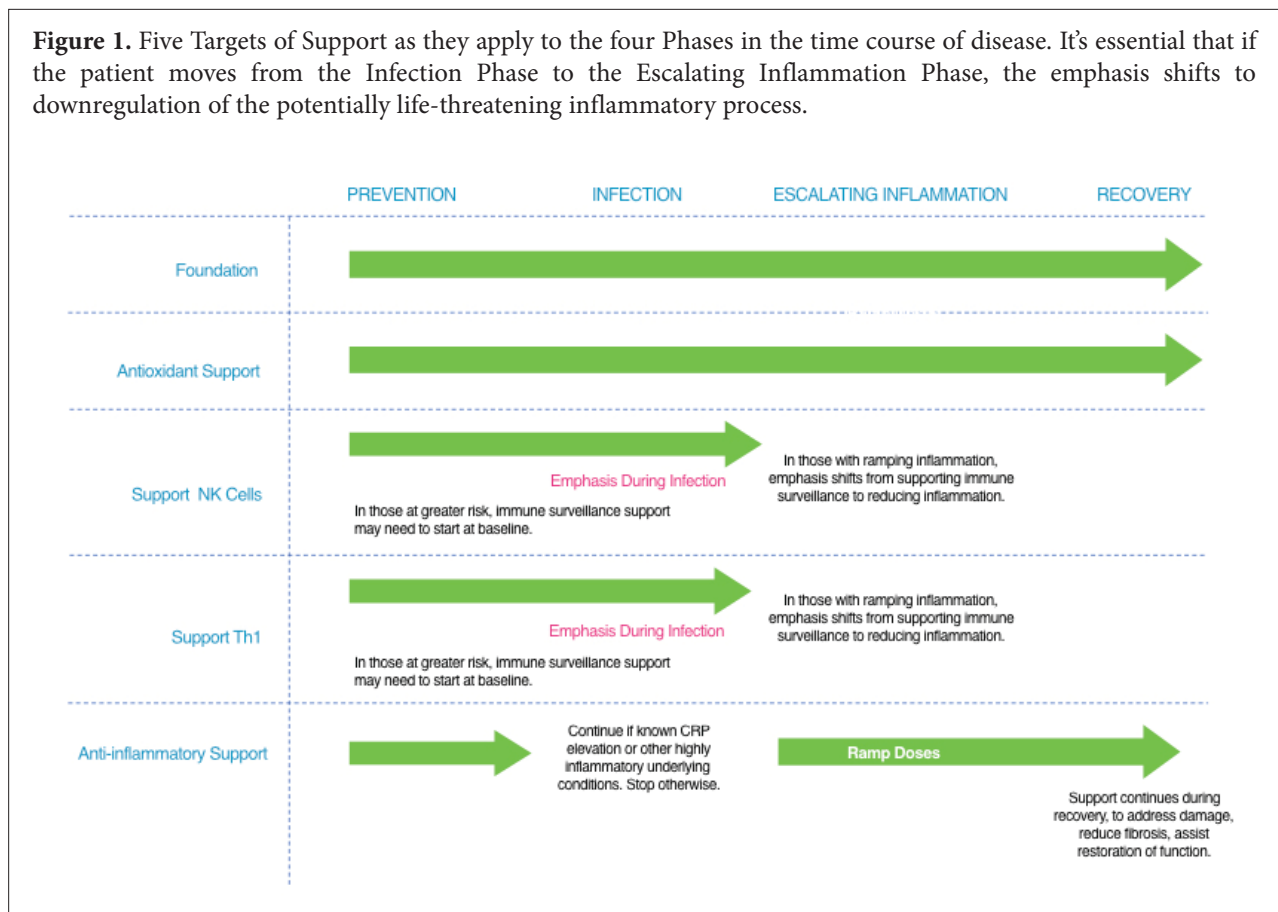 Figure 1. Five Targets of Support as they apply to the four Phases in the time course of disease. It's essential that if
the patient moves from the Infection Phase to the Escalating Inflammation Phase, the emphasis shifts to
downregulation of the potentially life-threatening inflammatory process.
PREVENTION INFECTION ESCALATING INFLAMMATION RECOVERY
Foundation
Antioxidant Support
Support NK Cells
Emphasis During Infection
In those at greater risk, immune surveillance support
may need to start at baseline.
In those with ramping inflammation,
emphasis shifts from supporting immune
surveillance to reducing inflammation.
Support Th1
Emphasis During Infection
In those at greater risk, immune surveillance support
may need to start at baseline.
In those with ramping inflammation,
emphasis shifts from supporting immune
surveillance to reducing inflammation.
Anti-inflammatory Support
Continue if known CRP
elevation or other highly
inflammatory underlying
conditions. Stop otherwise.
Ramp Doses
Support continues during
recovery, to address damage,
reduce fibrosis, assist
restoration of function.